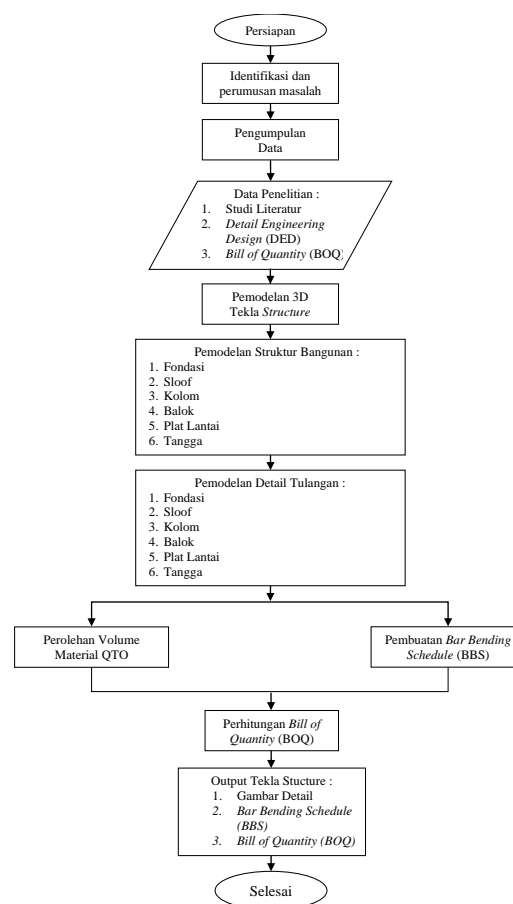 Persiapan
Identifikasi dan
perumusan masalah
Pengumpulan
Data
Data Penitian :
1. Studi Literatur
2. Detail Engineering
Design (DED)
3. Bill of Quantity (BOQ)
Pemodelan 3D
Tekla Structure
Pemodelan Struktur Bangunan :
1. Fondasi
2. Sloof
3. Kolom
4. Balok
5. Plat Lantai
6. Tangga
Pemodelan Detail Tulangan :
1. Fondasi
2. Sloof
3. Kolom
4. Balok
5. Plat Lantai
6. Tangga
Perolehan Volume
Material QTO
Pembuatan Bar Bending
Schedule (BBS)
Perhitungan Bill of
Quantity (BOQ)
Output Tekla Stucture :
1. Gambar Detail
2. Bar Bending Schedule
(BBS)
3. Bill of Quantity (BOQ)
Selesai